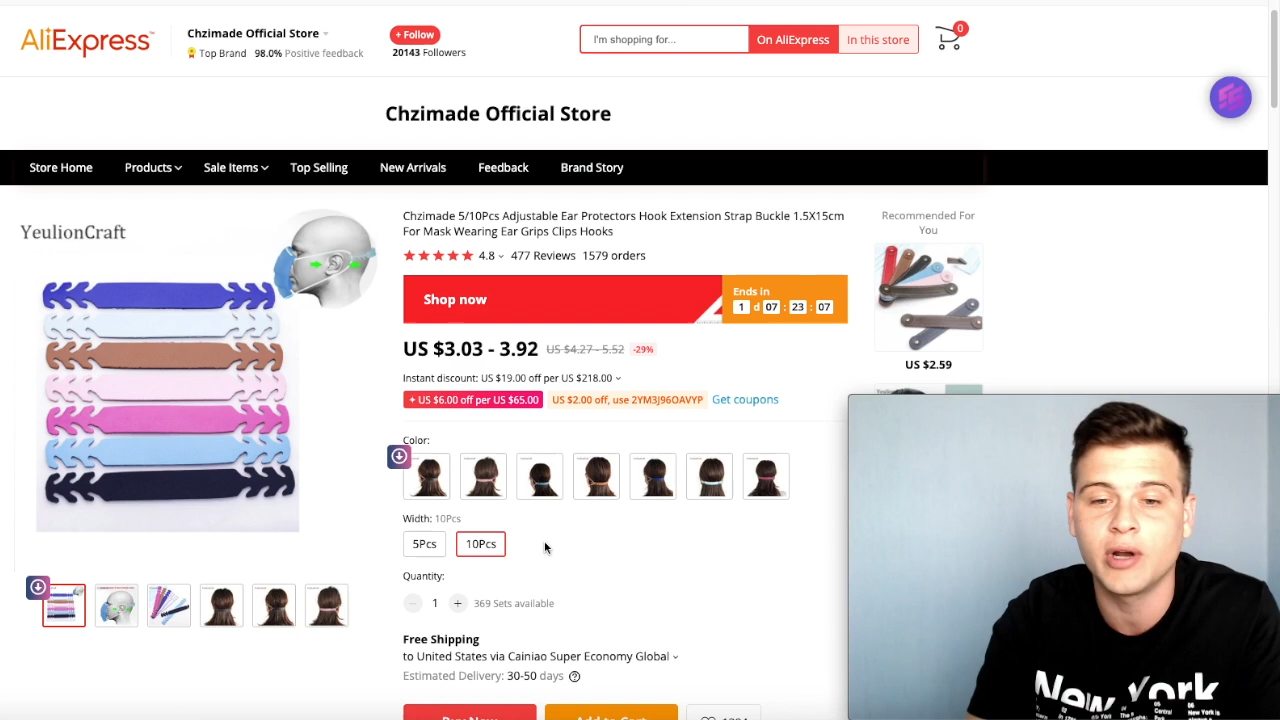 AliExpress
Chzimade Official Store
Top Brand 98.0% Positive feedback
+ Follow
20143 Followers
I'm shopping for...
On AliExpress
In this store
0
Chzimade Official Store
Store Home
Products
Sale Items
Top Selling
New Arrivals
Feedback
Brand Story
YeulionCraft
Chzimade 5/10Pcs Adjustable Ear Protectors Hook Extension Strap Buckle 1.5X15cm
For Mask Wearing Ear Grips Clips Hooks
4.8 477 Reviews 1579 orders
Shop now
Ends in
1 d 07 : 23 : 07
US $3.03 - 3.92 US $4.27 - 5.52 -29%
Instant discount: US $19.00 off per US $218.00
+ US $6.00 off per US $65.00 US $2.00 off, use 2YM3J96OAVYP Get coupons
Color:
Width: 10Pcs
5Pcs 10Pcs
Quantity:
1 + 369 Sets available
Free Shipping
to United States via Cainiao Super Economy Global
Estimated Delivery: 30-50 days ?
Buy Now
Add to Cart
Recommended For
You
US $2.59
New York